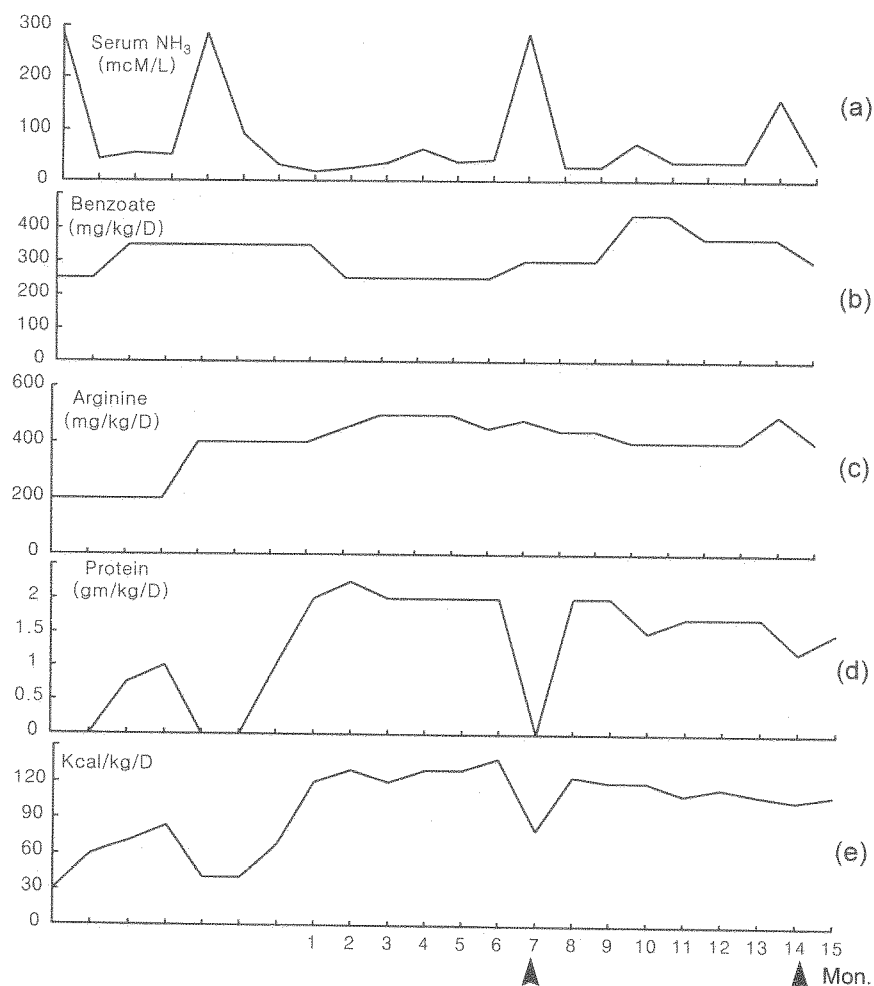 300
Serum NH₃
(mcM/L)
200
100
0
(a)
Benzoate
(mg/kg/D)
400
300
200
100
0
(b)
600
Arginine
(mg/kg/D)
400
200
0
(c)
Protein
(gm/kg/D)
2
1.5
1
0.5
0
(d)
Kcal/kg/D
120
90
60
30
0
(e)
1 2 3 4 5 6 7 8 9 10 11 12 13 14 15
Mon.